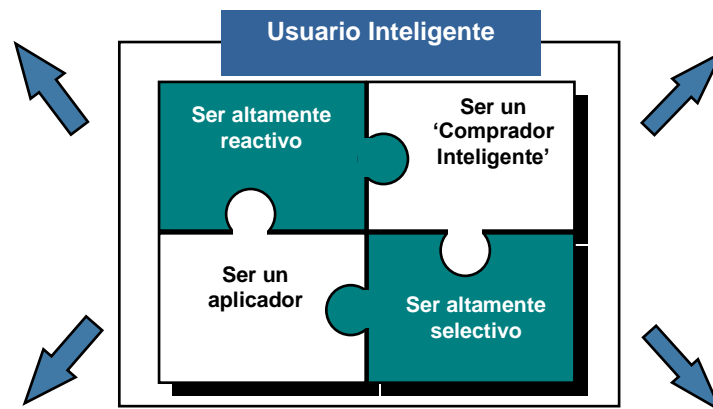 Usuario Inteligente
Ser altamente
reactivo
Ser un
‘Comprador
Inteligente’
Ser un
aplicador
Ser altamente
selectivo